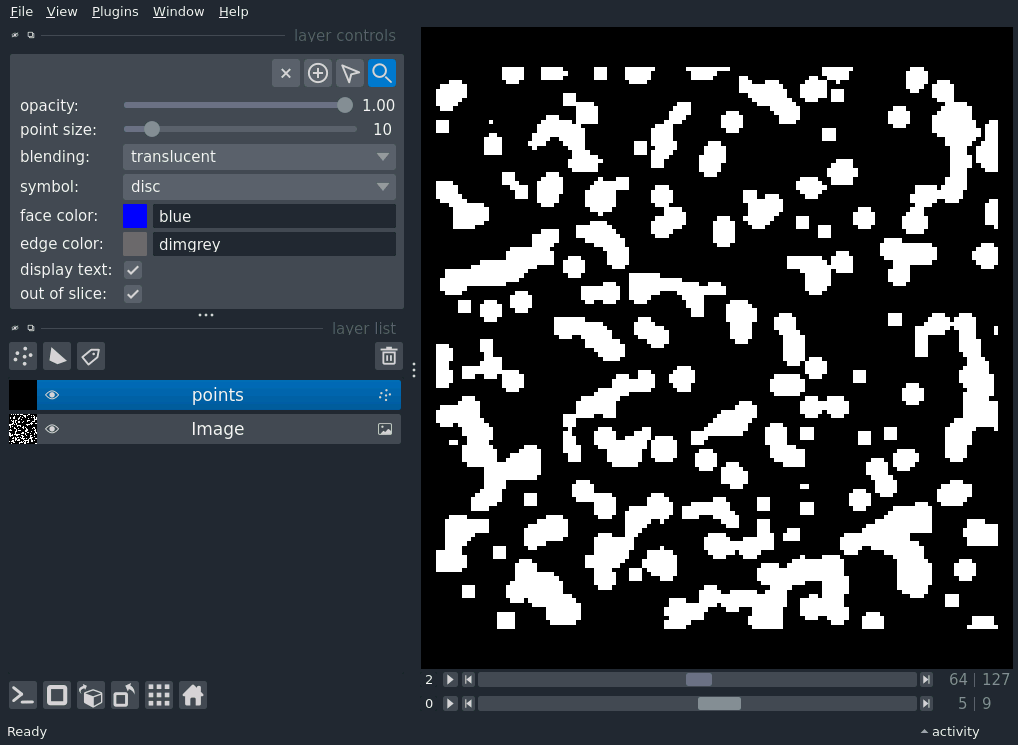 File View Plugins Window Help
layer controls
opacity: 1.00
point size: 10
blending: translucent
symbol: disc
face color: blue
edge color: dimgrey
display text:
out of slice:
layer list
points
Image
2 64 | 127
0 5 | 9
Ready activity